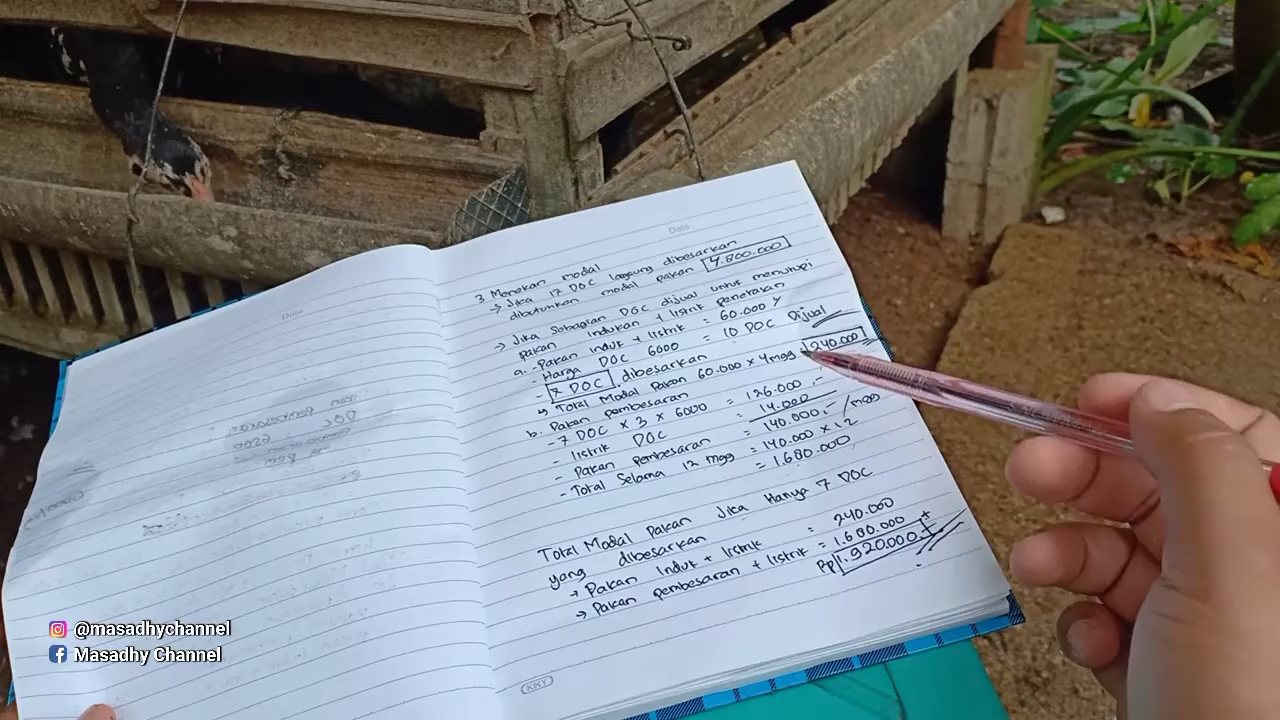 Date
Date
3. Menekan modal
→ Jika 17 DOC langsung dibesarkan
dibutuhkan modal pakan 4.800.000
→ Jika Sebagian DOC dijual untuk menutupi
pakan indukan + listrik penetasan
a. - Pakan induk + listrik = 60.000
- Harga DOC 6000 = 10 DOC Dijual
- 7 DOC dibesarkan
→ Total Modal Pakan 60.000 x 4 mgg = 240.000
b. Pakan pembesaran
- 7 DOC x 3 x 6000 = 126.000,-
- listrik DOC = 14.000
- Pakan pembesaran = 140.000,- /mgg
- Total Selama 12 mgg = 140.000 x 12
= 1.680.000
Total Modal Pakan Jika Hanya 7 DOC
yang dibesarkan
→ Pakan Induk + listrik = 240.000
→ Pakan pembesaran + listrik = 1.680.000 +
Rp 1.920.000
KKY
@masadhychannel
Masadhy Channel